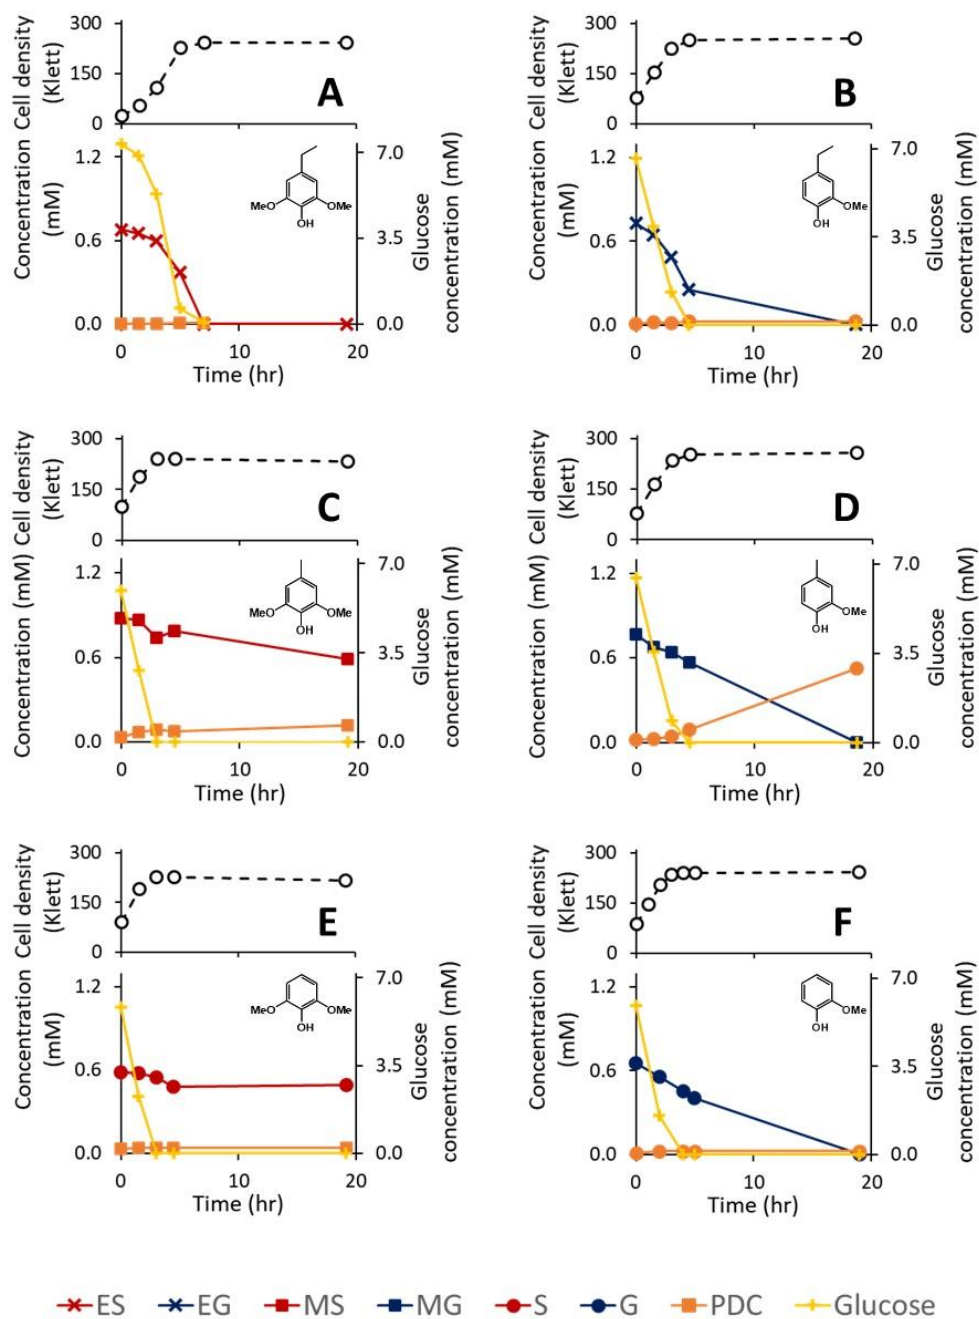 Cell density
(Klett)
300
150
0
A
Concentration
(mM)
1.2
0.6
0.0
7.0
3.5
0.0
Glucose
concentration (mM)
MeO
OMe
OH
0
10
20
Time (hr)
Cell density
(Klett)
300
150
0
B
Concentration
(mM)
1.2
0.6
0.0
7.0
3.5
0.0
Glucose
concentration (mM)
OMe
OH
0
10
20
Time (hr)
Cell density
(Klett)
300
150
0
C
Concentration (mM)
1.2
0.6
0.0
7.0
3.5
0.0
Glucose
concentration (mM)
MeO
OMe
OH
0
10
20
Time (hr)
Cell density
(Klett)
300
150
0
D
Concentration (mM)
1.2
0.6
0.0
7.0
3.5
0.0
Glucose
concentration (mM)
OMe
OH
0
10
20
Time (hr)
Cell density
(Klett)
300
150
0
E
Concentration
(mM)
1.2
0.6
0.0
7.0
3.5
0.0
Glucose
concentration (mM)
MeO
OMe
OH
0
10
20
Time (hr)
Cell density
(Klett)
300
150
0
F
Concentration
(mM)
1.2
0.6
0.0
7.0
3.5
0.0
Glucose
concentration (mM)
OMe
OH
0
10
20
Time (hr)
ES EG MS MG S G PDC Glucose